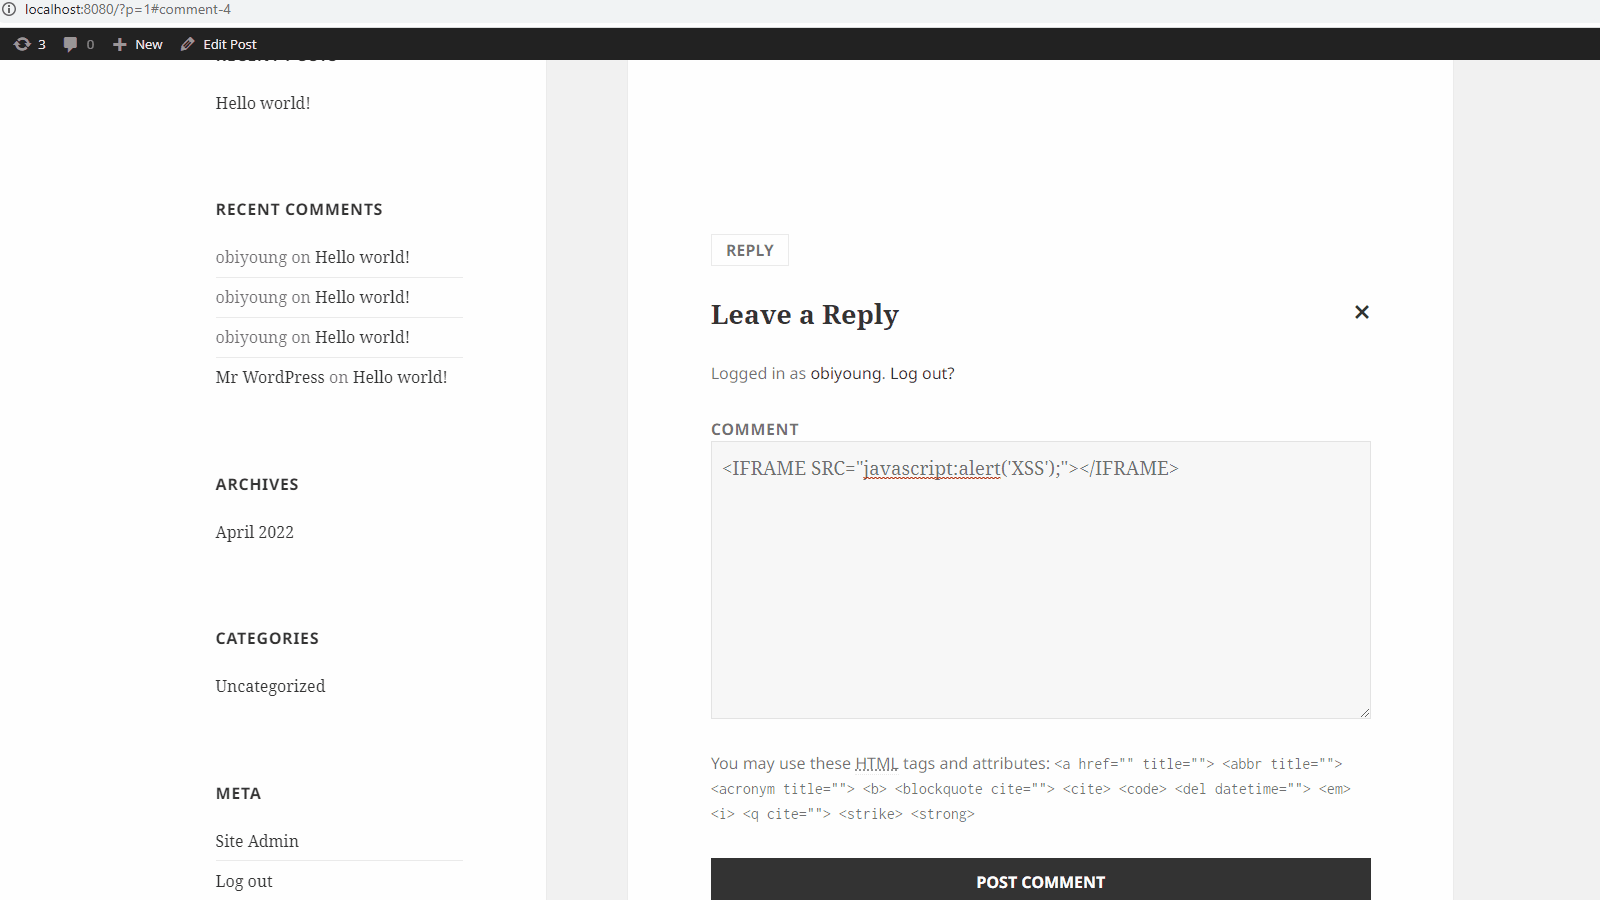 localhost:8080/?p=1#comment-4
3 0 New Edit Post
Hello world!
RECENT COMMENTS
obiyoung on Hello world!
obiyoung on Hello world!
obiyoung on Hello world!
Mr WordPress on Hello world!
ARCHIVES
April 2022
CATEGORIES
Uncategorized
META
Site Admin
Log out
REPLY
Leave a Reply
Logged in as obiyoung. Log out?
COMMENT
<IFRAME SRC="javascript:alert('XSS');"></IFRAME>
You may use these HTML tags and attributes: <a href="" title=""> <abbr title="">
<acronym title=""> <b> <blockquote cite=""> <cite> <code> <del datetime=""> <em>
<i> <q cite=""> <strike> <strong>
POST COMMENT